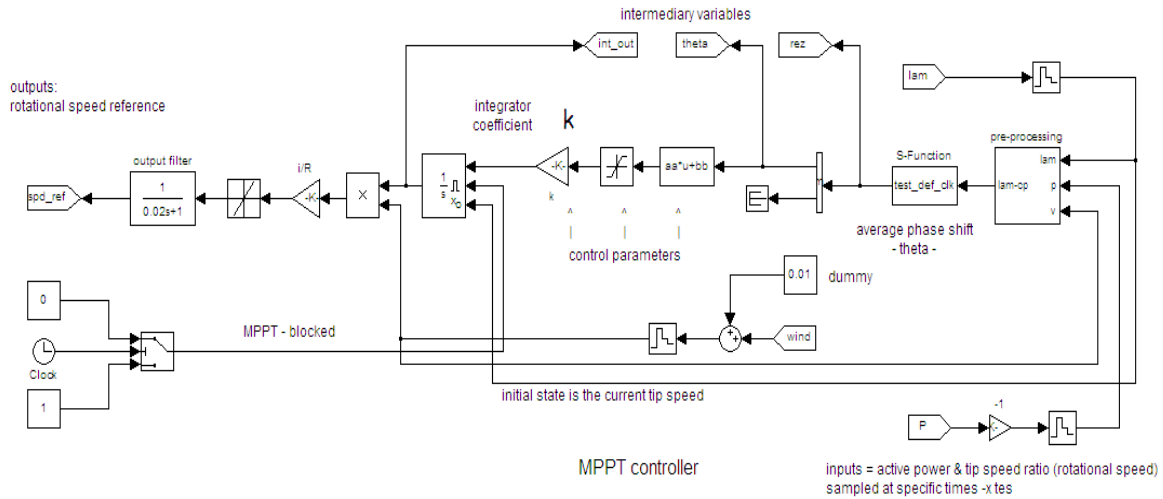 intermediary variables
int_out
theta
rez
lam
outputs:
rotational speed reference
integrator
coefficient
k
pre-processing
output filter
i/R
S-Function
lam
1
0.02s+1
spd_ref
-K-
X
1
s
xo
-K-
k
aa*u+bb
test_def_clk
lam-op
p
v
average phase shift
- theta -
^ ^ ^
| | |
control parameters
0.01
dummy
0
MPPT - blocked
+
+
wind
Clock
1
initial state is the current tip speed
-1
P
-K-
MPPT controller
inputs = active power & tip speed ratio (rotational speed)
sampled at specific times -x tes